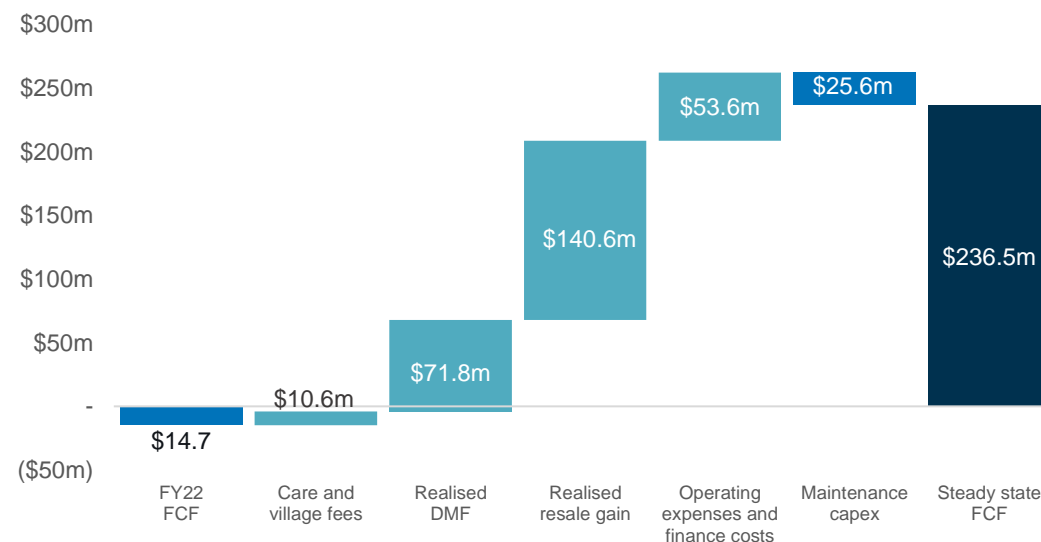 $300m
$250m
$200m
$150m
$100m
$50m
-
($50m)
$14.7
$10.6m
$71.8m
$140.6m
$53.6m
$25.6m
$236.5m
FY22
FCF
Care and
village fees
Realised
DMF
Realised
resale gain
Operating
expenses and
finance costs
Maintenance
capex
Steady state
FCF